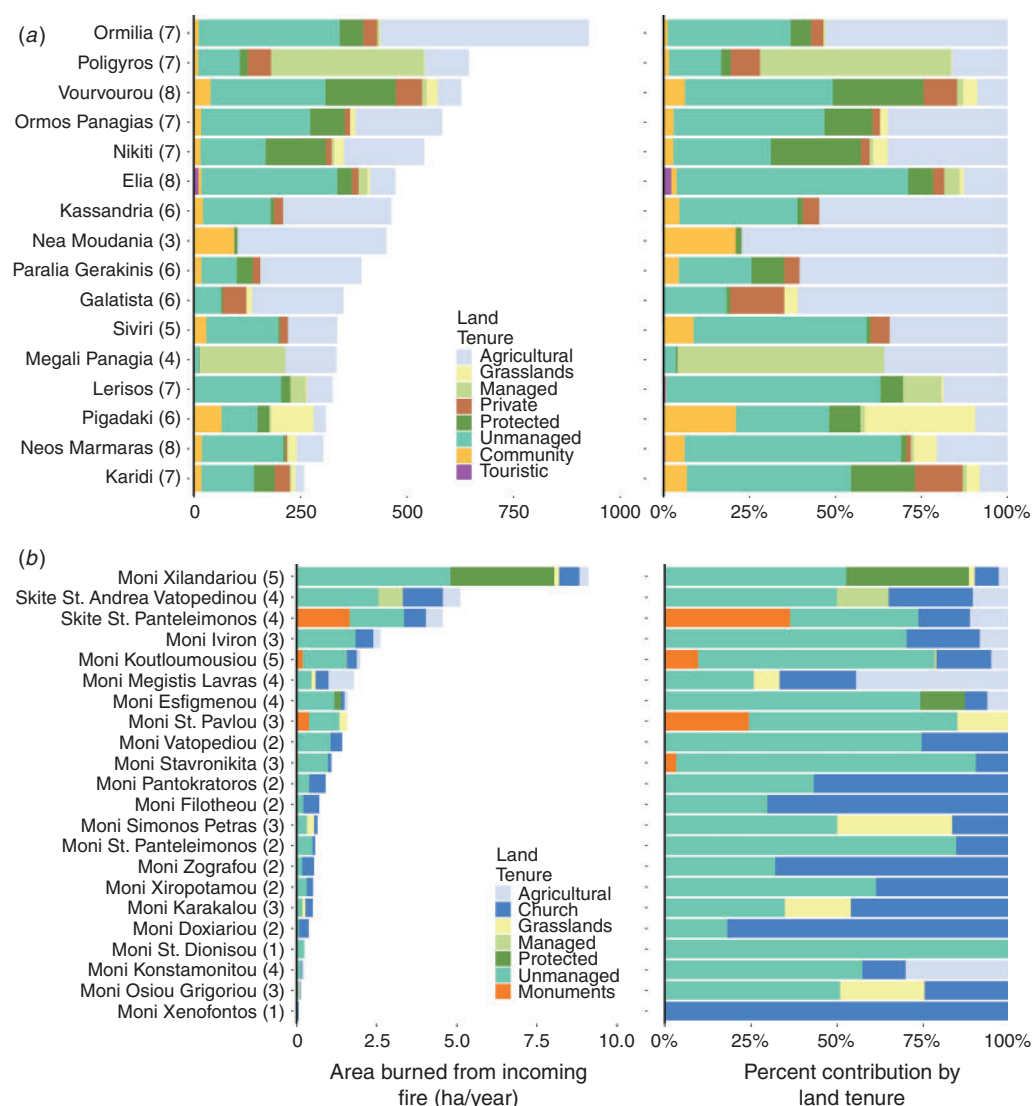 (a)
Ormilia (7)
Poligyros (7)
Vourvourou (8)
Ormos Panagias (7)
Nikiti (7)
Elia (8)
Kassandria (6)
Nea Moudania (3)
Paralia Gerakinis (6)
Galatista (6)
Siviri (5)
Megali Panagia (4)
Lerisos (7)
Pigadaki (6)
Neos Marmaras (8)
Karidi (7)
Land
Tenure
Agricultural
Grasslands
Managed
Private
Protected
Unmanaged
Community
Touristic
0 250 500 750 1000
0% 25% 50% 75% 100%
(b)
Moni Xilandariou (5)
Skite St. Andrea Vatopedinou (4)
Skite St. Panteleimonos (4)
Moni Iviron (3)
Moni Koutloumousiou (5)
Moni Megistis Lavras (4)
Moni Esfigmenou (4)
Moni St. Pavlou (3)
Moni Vatopediou (2)
Moni Stavronikita (3)
Moni Pantokratoros (2)
Moni Filotheou (2)
Moni Simonos Petras (3)
Moni St. Panteleimonos (2)
Moni Zografou (2)
Moni Xiropotamou (2)
Moni Karakalou (3)
Moni Doxiariou (2)
Moni St. Dionisou (1)
Moni Konstamonitou (4)
Moni Osiou Grigoriou (3)
Moni Xenofontos (1)
Land
Tenure
Agricultural
Church
Grasslands
Managed
Protected
Unmanaged
Monuments
0 2.5 5.0 7.5 10.0
0% 25% 50% 75% 100%
Area burned from incoming
fire (ha/year)
Percent contribution by
land tenure